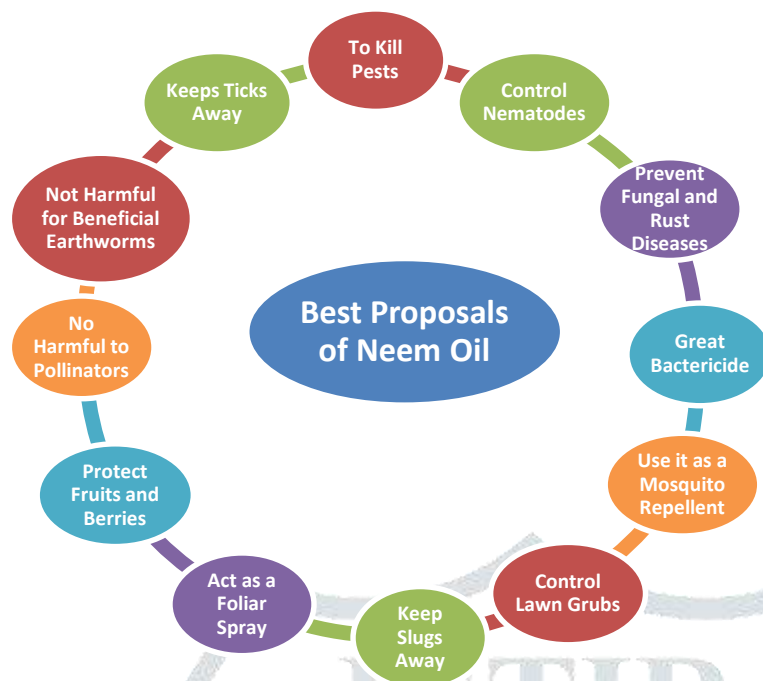 To Kill
Pests
Control
Nematodes
Prevent
Fungal and
Rust
Diseases
Great
Bactericide
Use it as a
Mosquito
Repellent
Control
Lawn Grubs
Keep
Slugs
Away
Act as a
Foliar
Spray
Protect
Fruits and
Berries
No
Harmful to
Pollinators
Not Harmful
for Beneficial
Earthworms
Keeps Ticks
Away
Best Proposals
of Neem Oil